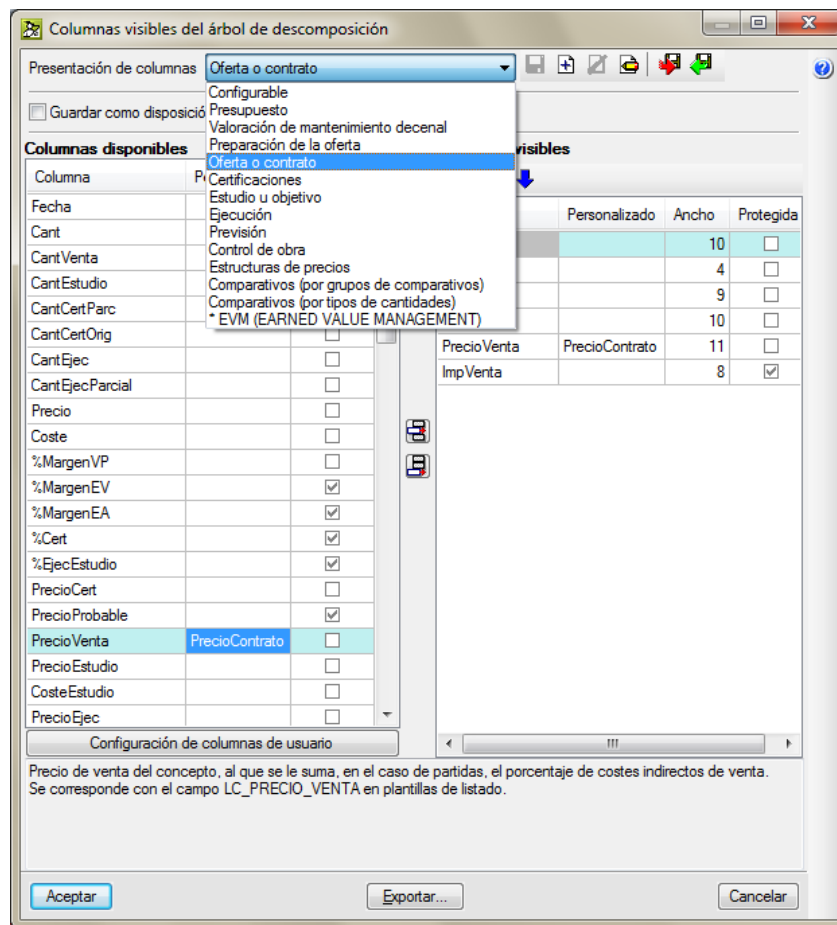 Columnas visibles del árbol de descomposición
Presentación de columnas Oferta o contrato
Configurable
Guardar como disposició Presupuesto
Valoración de mantenimiento decenal
Columnas disponibles Preparación de la oferta visibles
Oferta o contrato
Columna Certificaciones
Estudio u objetivo
Fecha Ejecución Personalizado Ancho Protegida
Previsión
Cant Control de obra 10
Estructuras de precios
CantVenta 4
Comparativos (por grupos de comparativos)
CantEstudio 9
Comparativos (por tipos de cantidades)
CantCertParc 10
* EVM (EARNED VALUE MANAGEMENT)
CantCertOrig
PrecioVenta PrecioContrato 11
CantEjec
ImpVenta 8
CantEjecParcial
Precio
Coste
%MargenVP
%MargenEV
%MargenEA
%Cert
%EjecEstudio
PrecioCert
PrecioProbable
PrecioVenta PrecioContrato
PrecioEstudio
CosteEstudio
PrecioEjec
Configuración de columnas de usuario
Precio de venta del concepto, al que se le suma, en el caso de partidas, el porcentaje de costes indirectos de venta.
Se corresponde con el campo LC_PRECIO_VENTA en plantillas de listado.
Aceptar Exportar... Cancelar